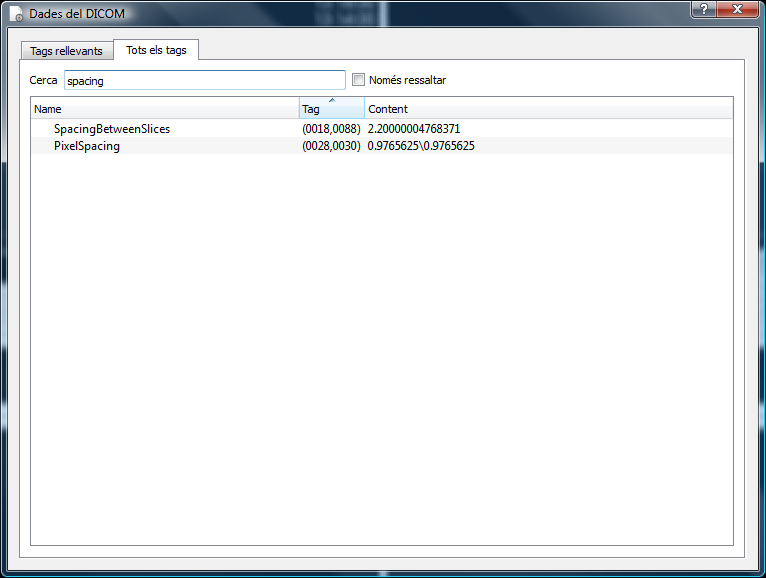 Dades del DICOM
Tags rellevants Tots els tags
Cerca spacing Només ressaltar
Name Tag Content
SpacingBetweenSlices (0018,0088) 2.20000004768371
PixelSpacing (0028,0030) 0.9765625\0.9765625